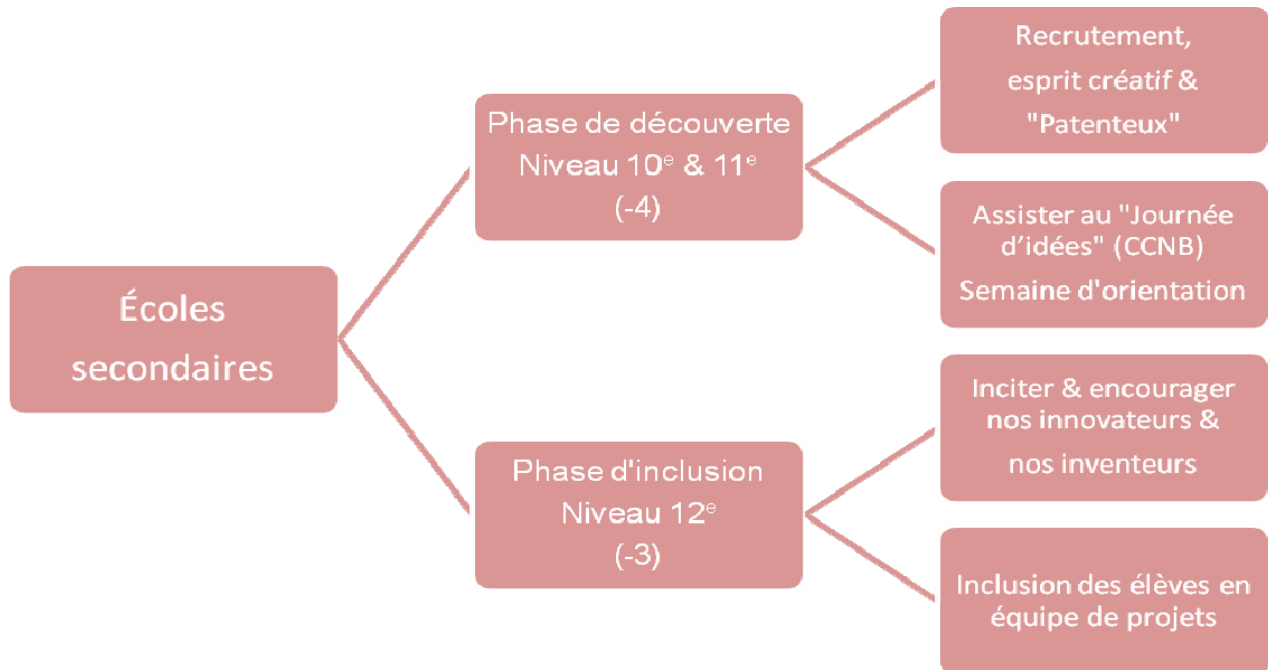 Écoles
secondaires
Phase de découverte
Niveau 10ᵉ & 11ᵉ
(-4)
Recrutement,
esprit créatif &
"Patenteux"
Assister au "Journée
d'idées" (CCNB)
Semaine d'orientation
Phase d'inclusion
Niveau 12ᵉ
(-3)
Inciter & encourager
nos innovateurs &
nos inventeurs
Inclusion des élèves en
équipe de projets